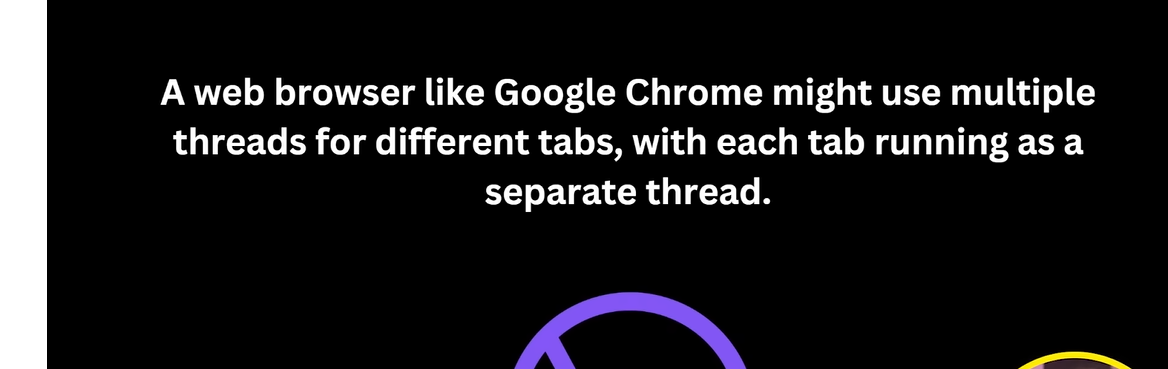 A web browser like Google Chrome might use multiple
threads for different tabs, with each tab running as a
separate thread.